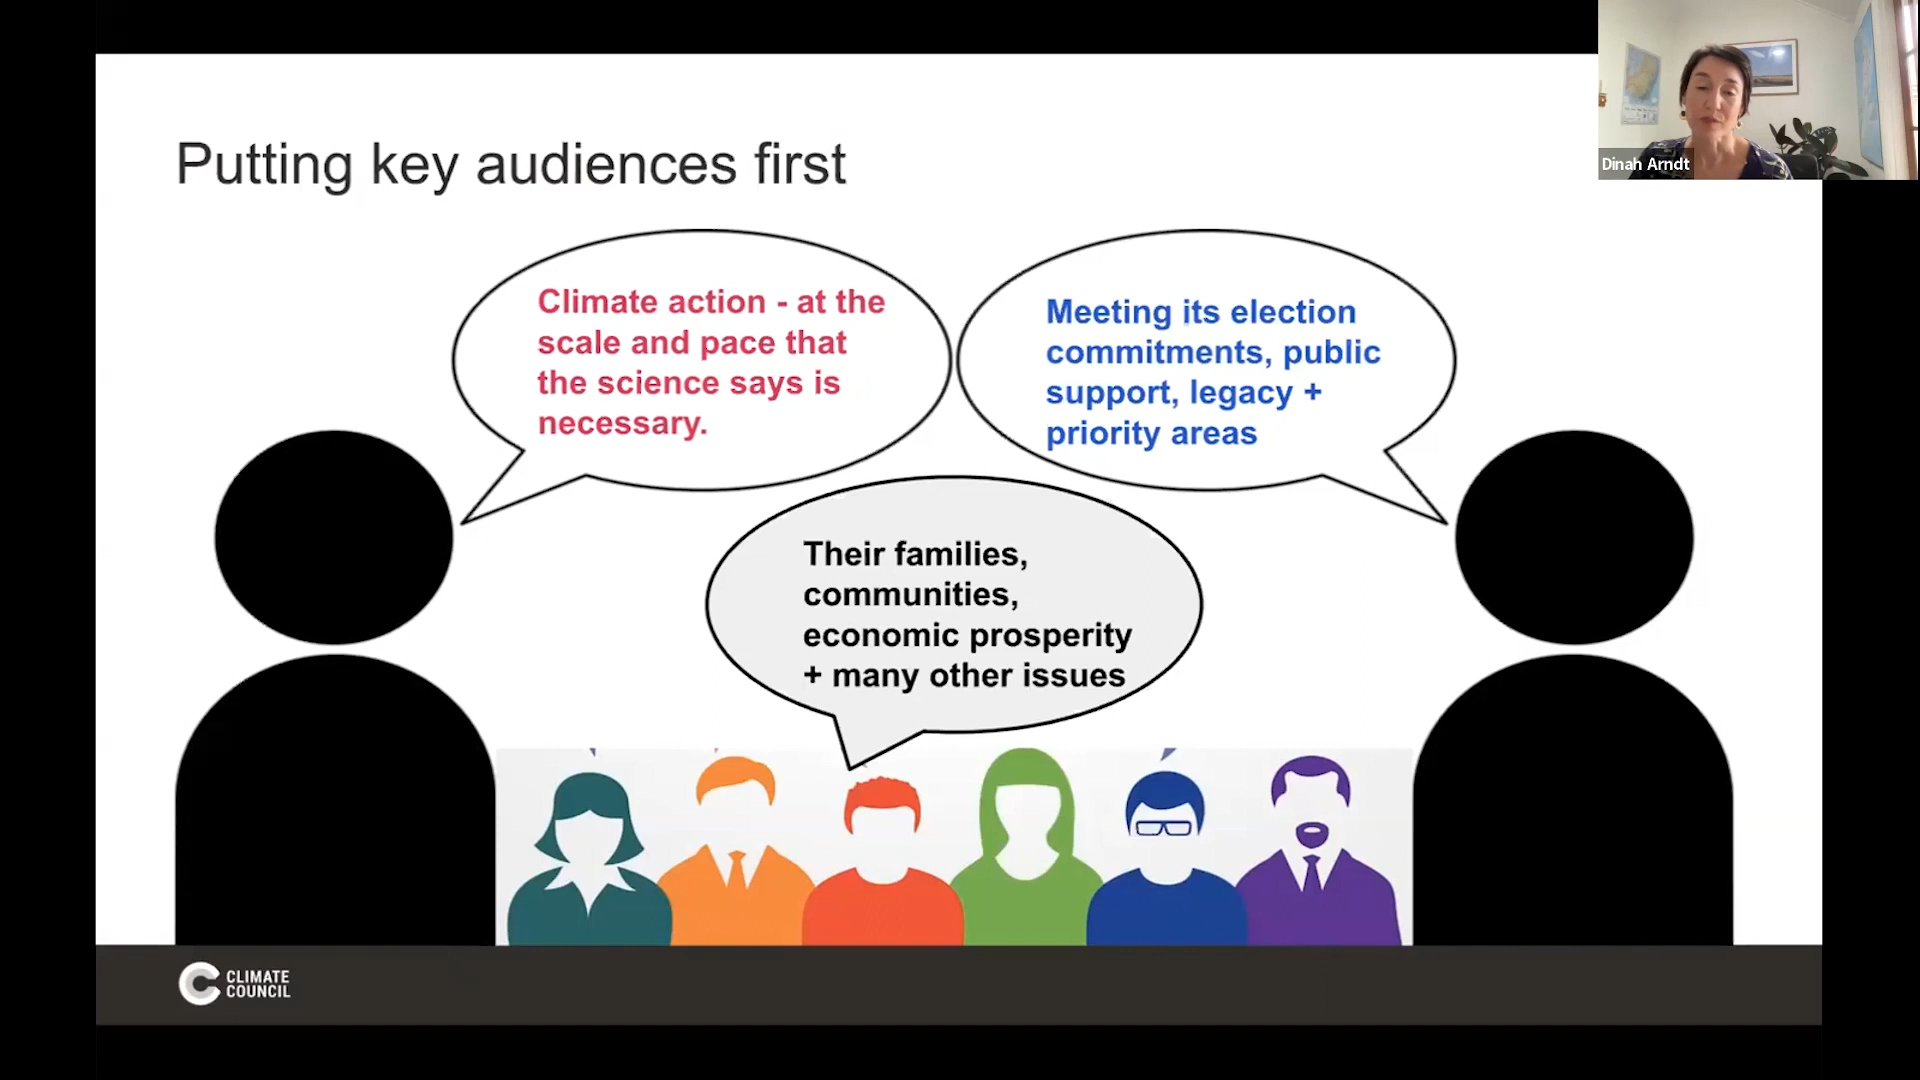 Dinah Arndt
Putting key audiences first
Climate action - at the
scale and pace that
the science says is
necessary.
Meeting its election
commitments, public
support, legacy +
priority areas
Their families,
communities,
economic prosperity
+ many other issues
CLIMATE
COUNCIL